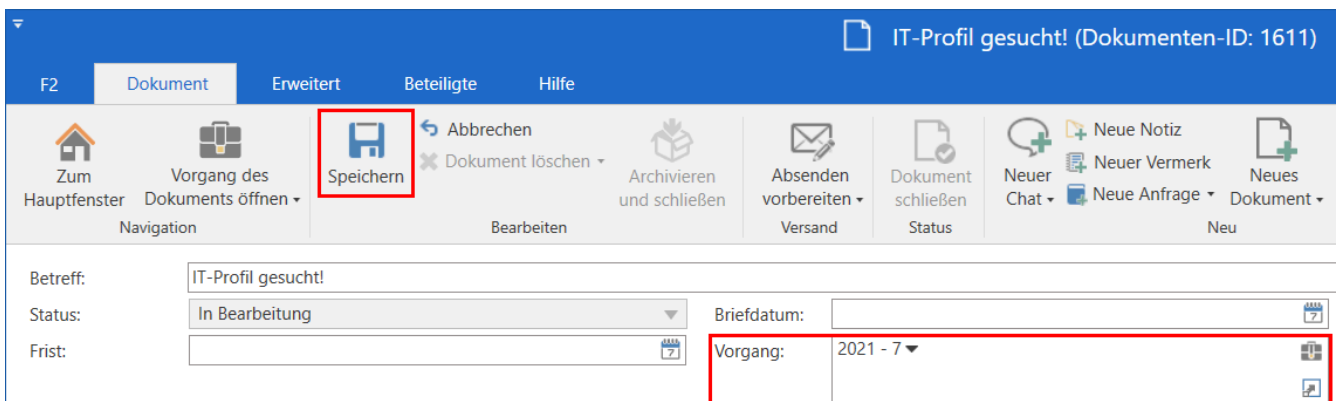 IT-Profil gesucht! (Dokumenten-ID: 1611)
F2 Dokument Erweitert Beteiligte Hilfe
Zum
Hauptfenster
Vorgang des
Dokuments öffnen
Navigation
Speichern
Abbrechen
Dokument löschen
Archivieren
und schließen
Bearbeiten
Absenden
vorbereiten
Versand
Dokument
schließen
Status
Neuer
Chat
Neue Notiz
Neuer Vermerk
Neue Anfrage
Neues
Dokument
Neu
Betreff: IT-Profil gesucht!
Status: In Bearbeitung
Briefdatum: 7
Frist: 7
Vorgang: 2021 - 7